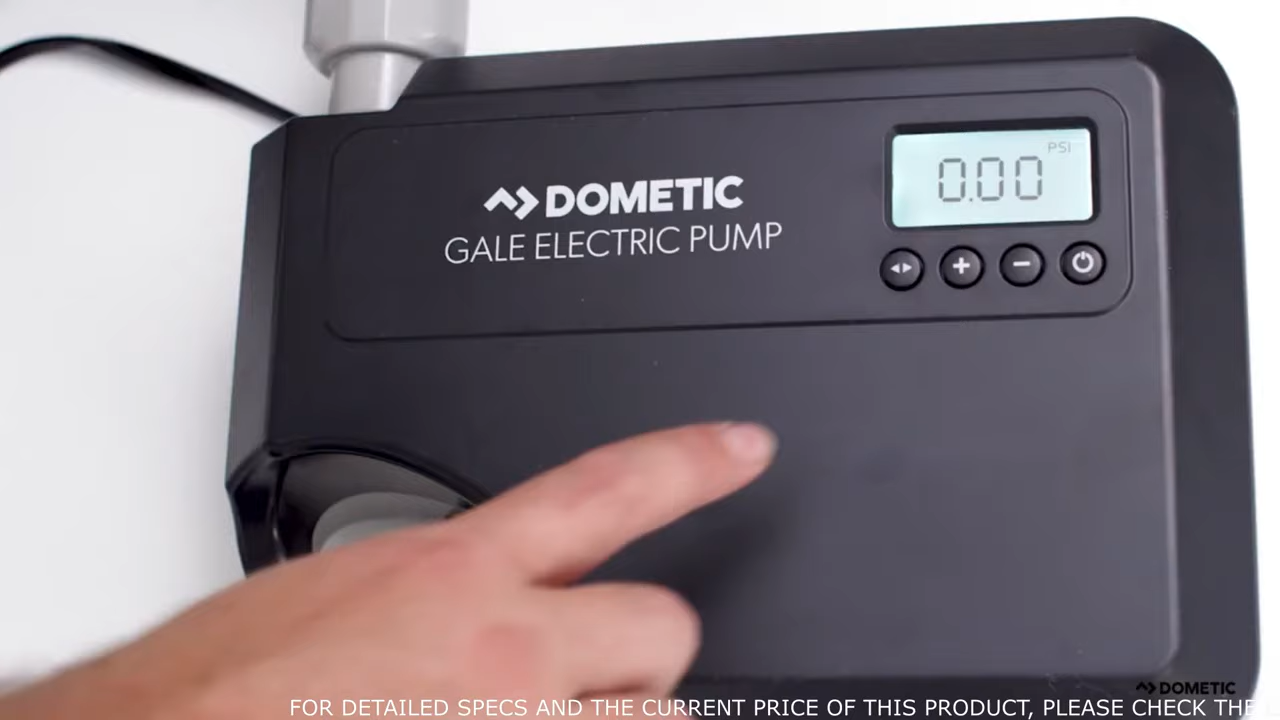 PSI
0.00
DOMETIC
GALE ELECTRIC PUMP
DOMETIC
FOR DETAILED SPECS AND THE CURRENT PRICE OF THIS PRODUCT, PLEASE CHECK THE